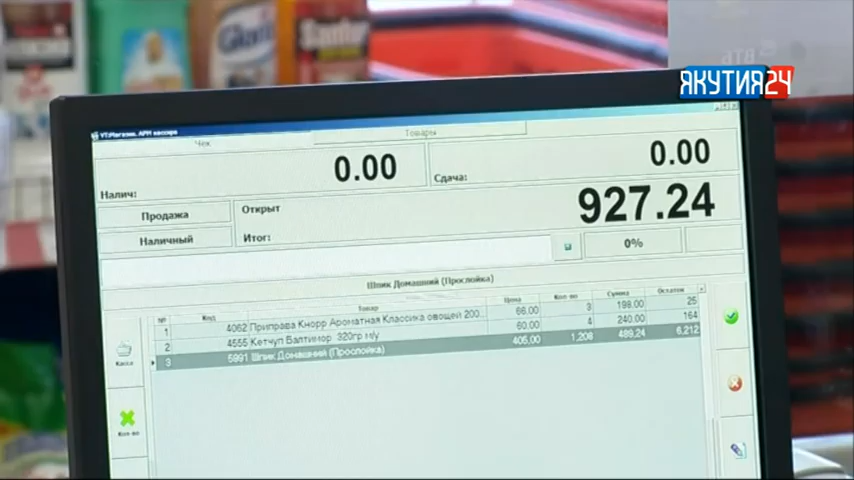 Glorix
Sanfor
ВТБ
ЯКУТИЯ24
УТ:Магазин. АРМ кассира
Чек
Товары
Налич: 0.00
Сдача: 0.00
Продажа
Открыт
927.24
Наличный
Итог:
0%
Шпик Домашний (Прослойка)
№ Код Товар Цена Кол-во Сумма Остаток
1 4062 Приправа Кнорр Ароматная Классика овощей 200. 66,00 3 198,00 25
2 4555 Кетчуп Балтимор 320гр м/у 60,00 4 240,00 164
3 5991 Шпик Домашний (Прослойка) 405,00 1,208 489,24 6,212
Касса
Кол-во